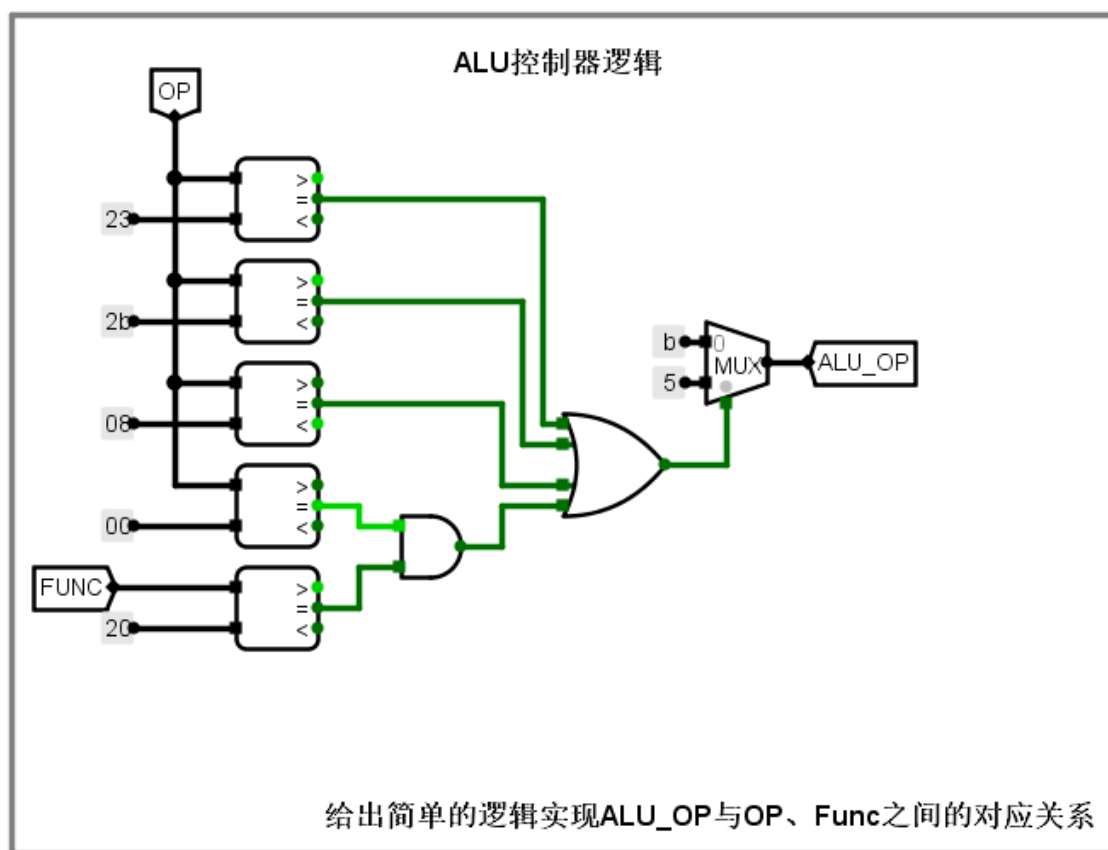 ALU控制器逻辑
OP
>
=
<
23
>
=
<
2b
>
=
<
08
>
=
<
00
FUNC
>
=
<
20
b
0
MUX
5
ALU_OP
给出简单的逻辑实现ALU_OP与OP、Func之间的对应关系